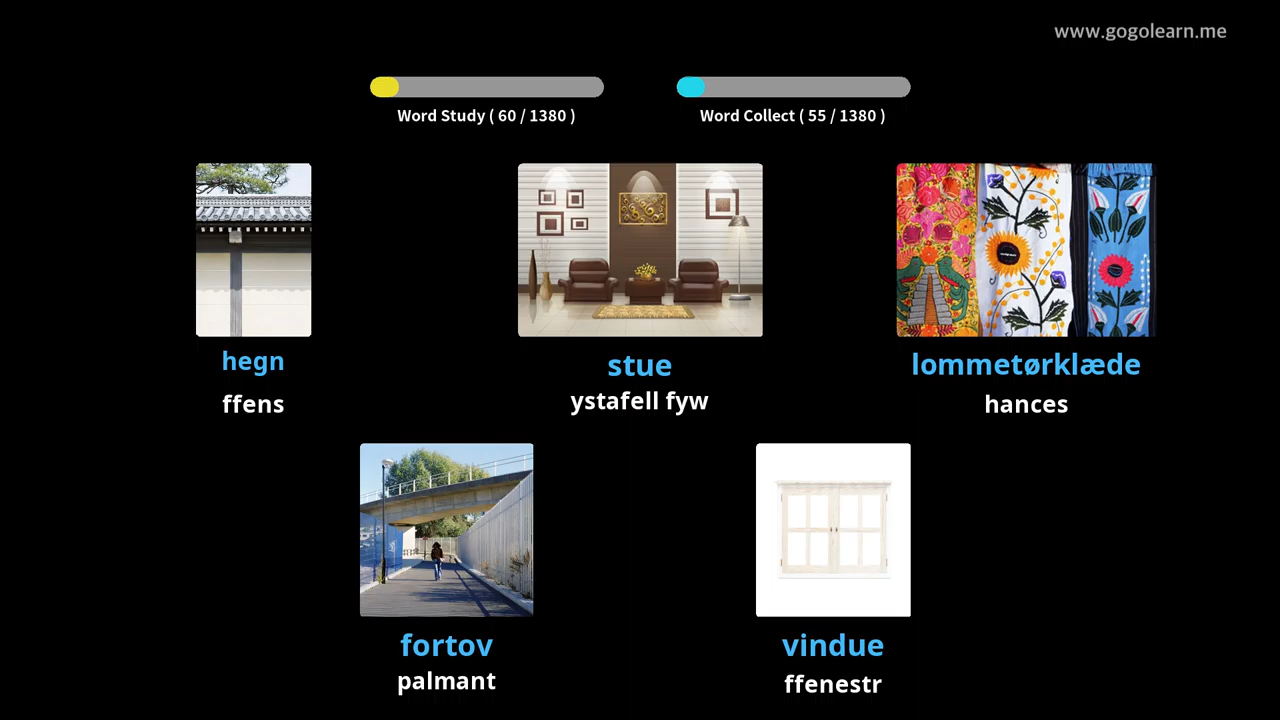 www.gogolearn.me
Word Study ( 60 / 1380 )
Word Collect ( 55 / 1380 )
hegn
ffens
stue
ystafell fyw
lommetørklæde
hances
fortov
palmant
vindue
ffenestr